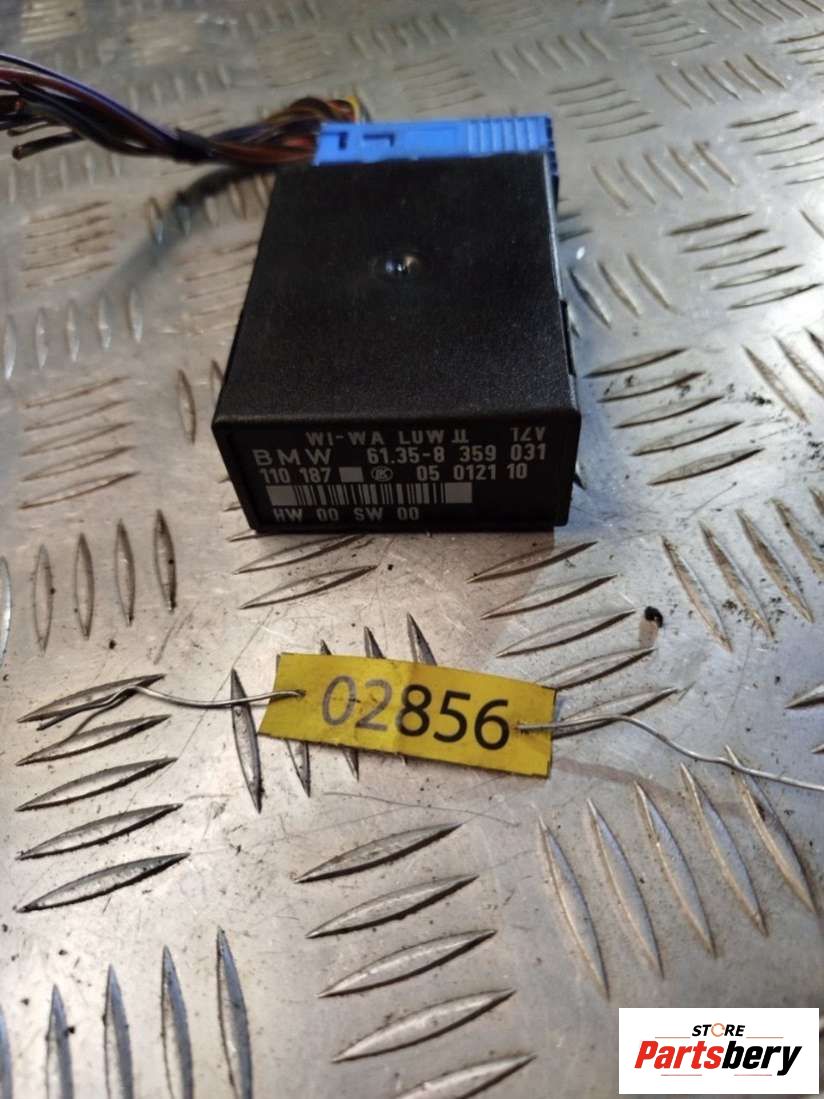 WI-WA LUW II 12V
BMW 61.35-8 359 031
110 187 LK 05 0121 10
HW 00 SW 00
02856
STORE
Partsbery